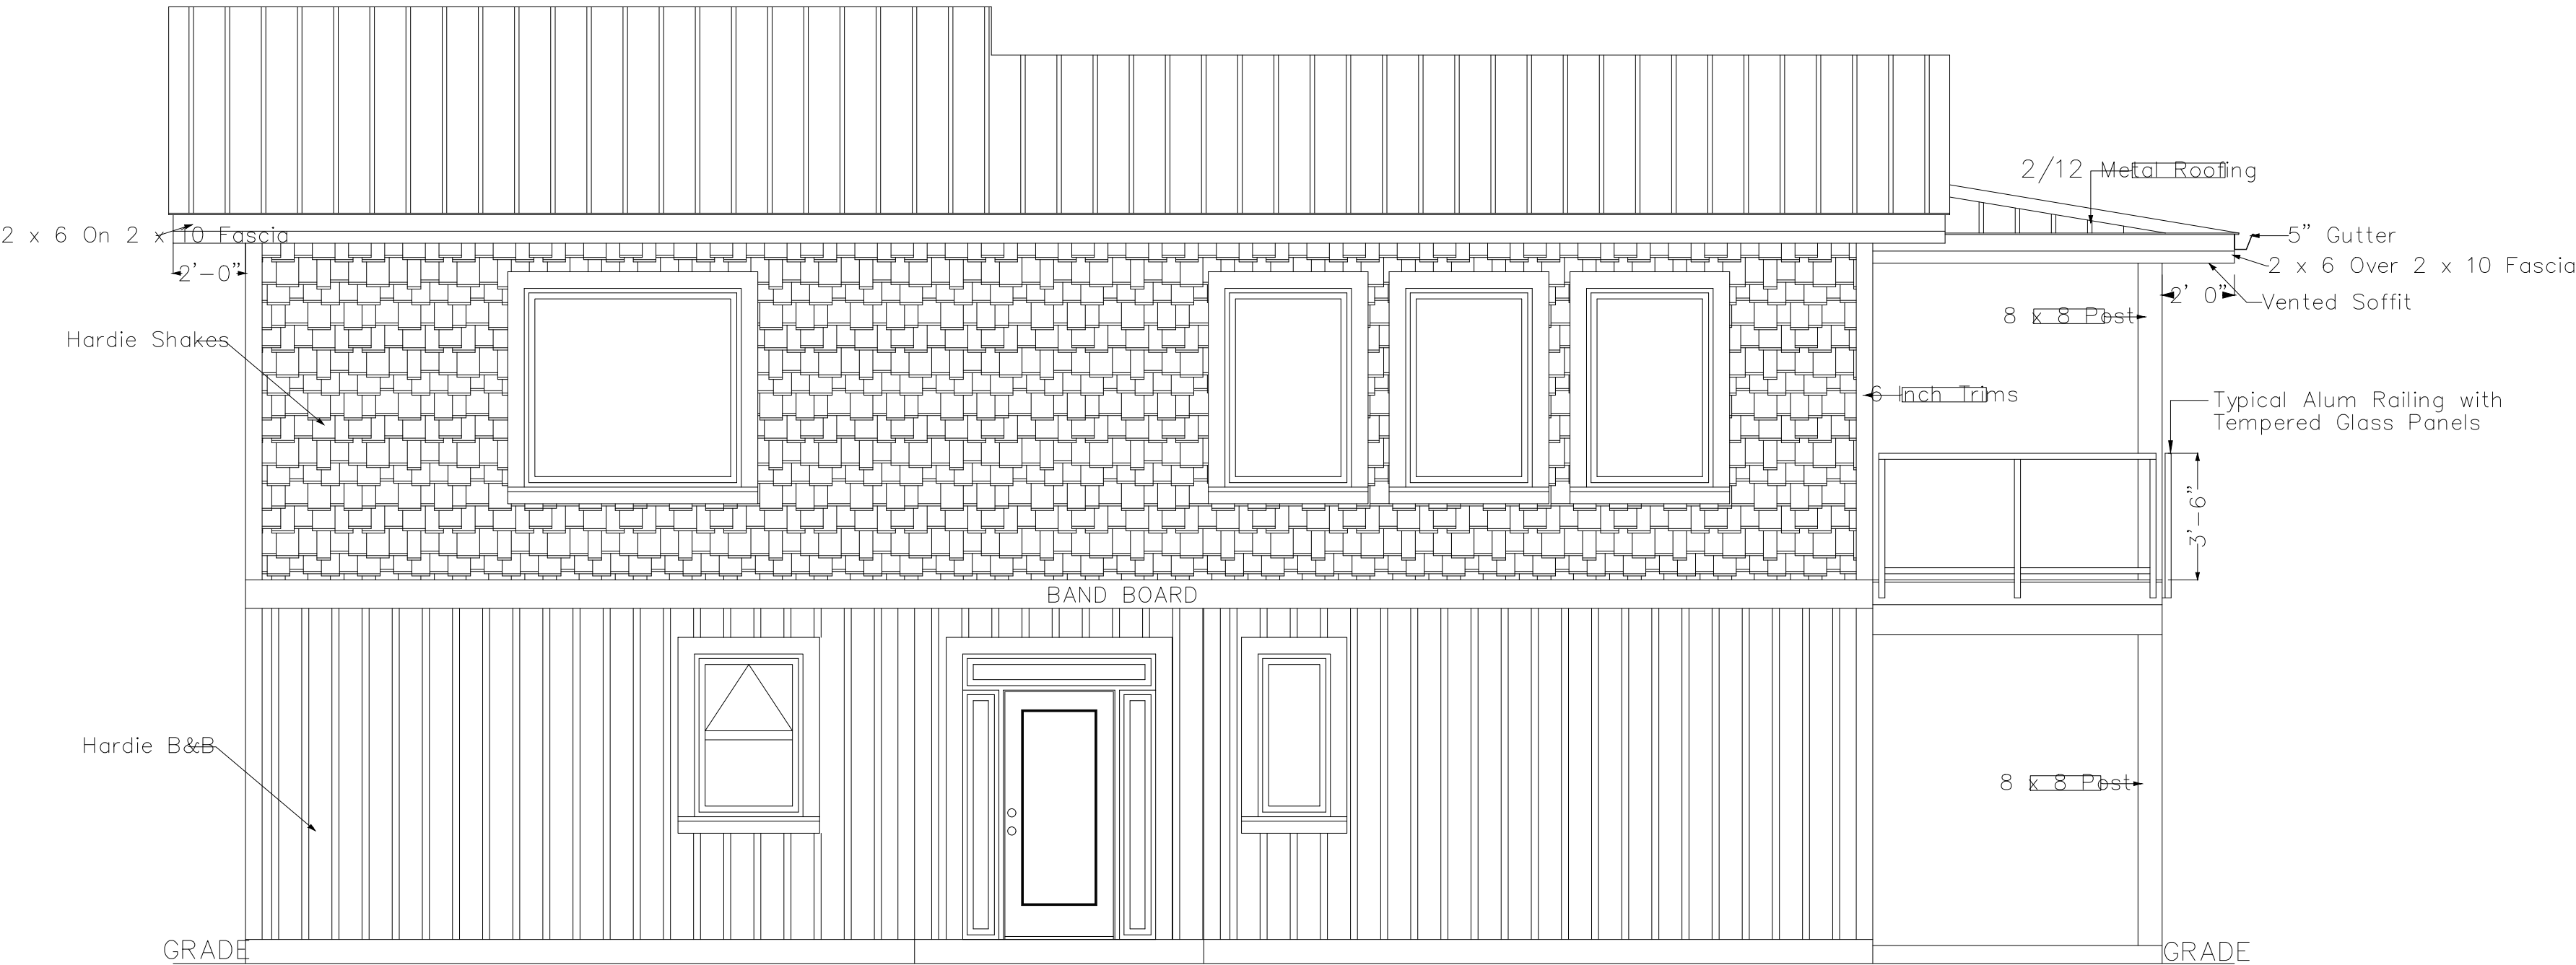 2/12 Metal Roofing
2 x 6 On 2 x 10 Fascia
5" Gutter
2 x 6 Over 2 x 10 Fascia
2'-0"
2' 0"
Vented Soffit
8 x 8 Post
Hardie Shakes
6 Inch Trims
Typical Alum Railing with
Tempered Glass Panels
3'-6"
BAND BOARD
Hardie B&B
8 x 8 Post
GRADE
GRADE